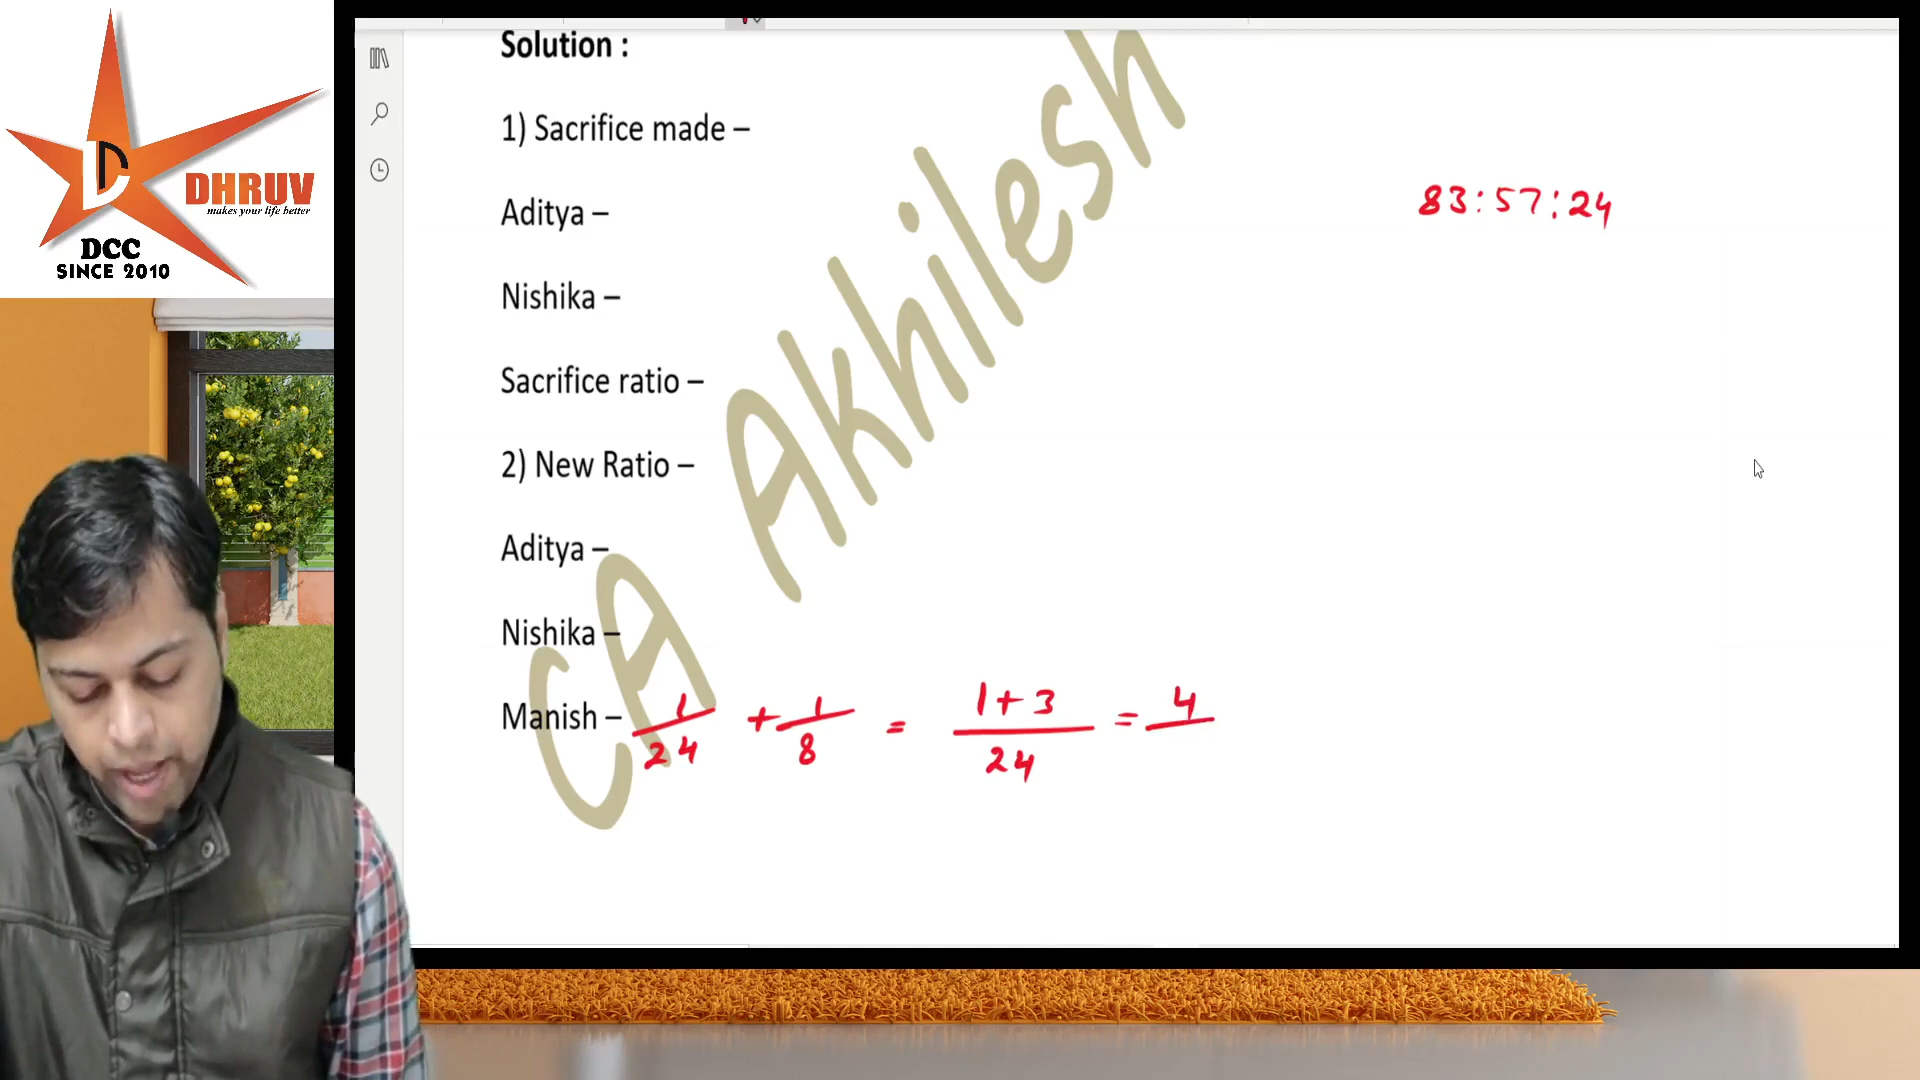 DHRUV
makes your life better
DCC
SINCE 2010
Solution :
1) Sacrifice made –
Aditya –
83:57:24
Nishika –
Sacrifice ratio –
2) New Ratio –
Aditya –
Nishika –
Manish – 1/24 + 1/8 = 1+3/24 = 4
CA Akhilesh